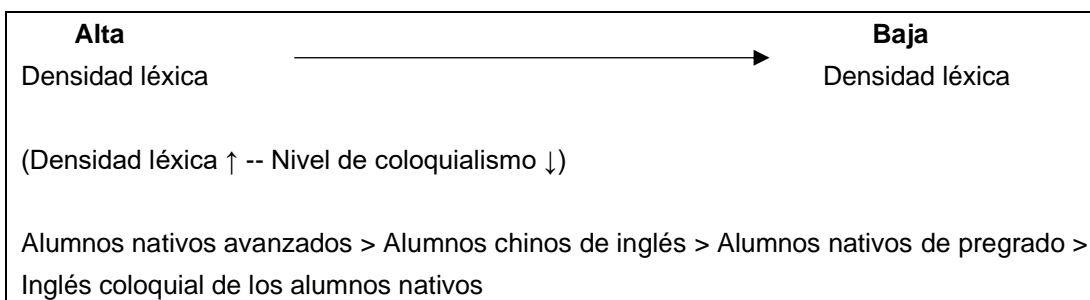 Alta Baja
Densidad léxica Densidad léxica
(Densidad léxica ↑ -- Nivel de coloquialismo ↓)
Alumnos nativos avanzados > Alumnos chinos de inglés > Alumnos nativos de pregrado >
Inglés coloquial de los alumnos nativos